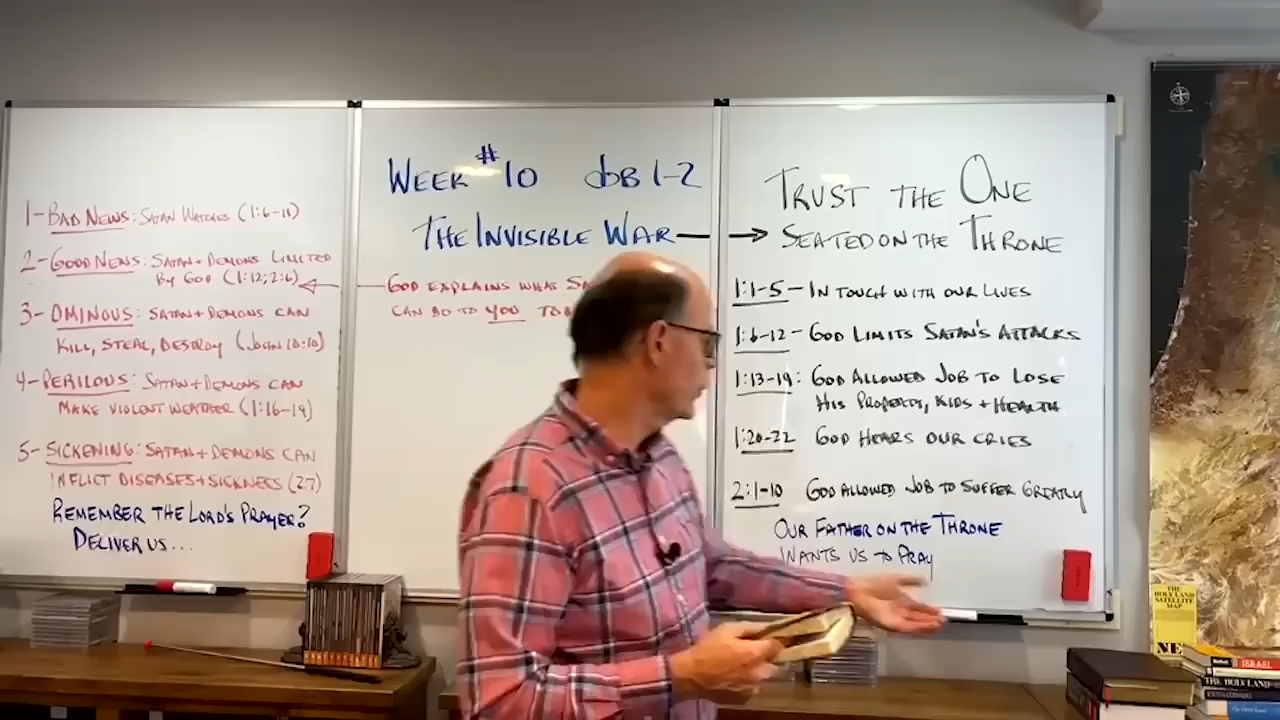 1-BAD NEWS: SATAN WATCHES (1:6-11)
2-GOOD NEWS: SATAN+DEMONS LIMITED
BY GOD (1:12; 2:6)
3-OMINOUS: SATAN+DEMONS CAN
KILL, STEAL, DESTROY (JOHN 10:10)
4-PERILOUS: SATAN+DEMONS CAN
MAKE VIOLENT WEATHER (1:16-19)
5-SICKENING: SATAN+DEMONS CAN
INFLICT DISEASES+SICKNESS (2:7)
REMEMBER THE LORD'S PRAYER?
DELIVER US...
WEEK #10 JOB 1-2
THE INVISIBLE WAR
GOD EXPLAINS WHAT
CAN DO TO YOU
TRUST THE ONE
SEATED ON THE THRONE
1:1-5-IN TOUCH WITH OUR LIVES
1:6-12-GOD LIMITS SATAN'S ATTACKS
1:13-19: GOD ALLOWED JOB TO LOSE
HIS PROPERTY, KIDS + HEALTH
1:20-22 GOD HEARS OUR CRIES
2:1-10 GOD ALLOWED JOB TO SUFFER GREATLY
OUR FATHER ON THE THRONE
WANTS US TO PRAY
THE
HOLY LAND
SATELLITE
MAP
ISRAEL
THE HOLY LAND